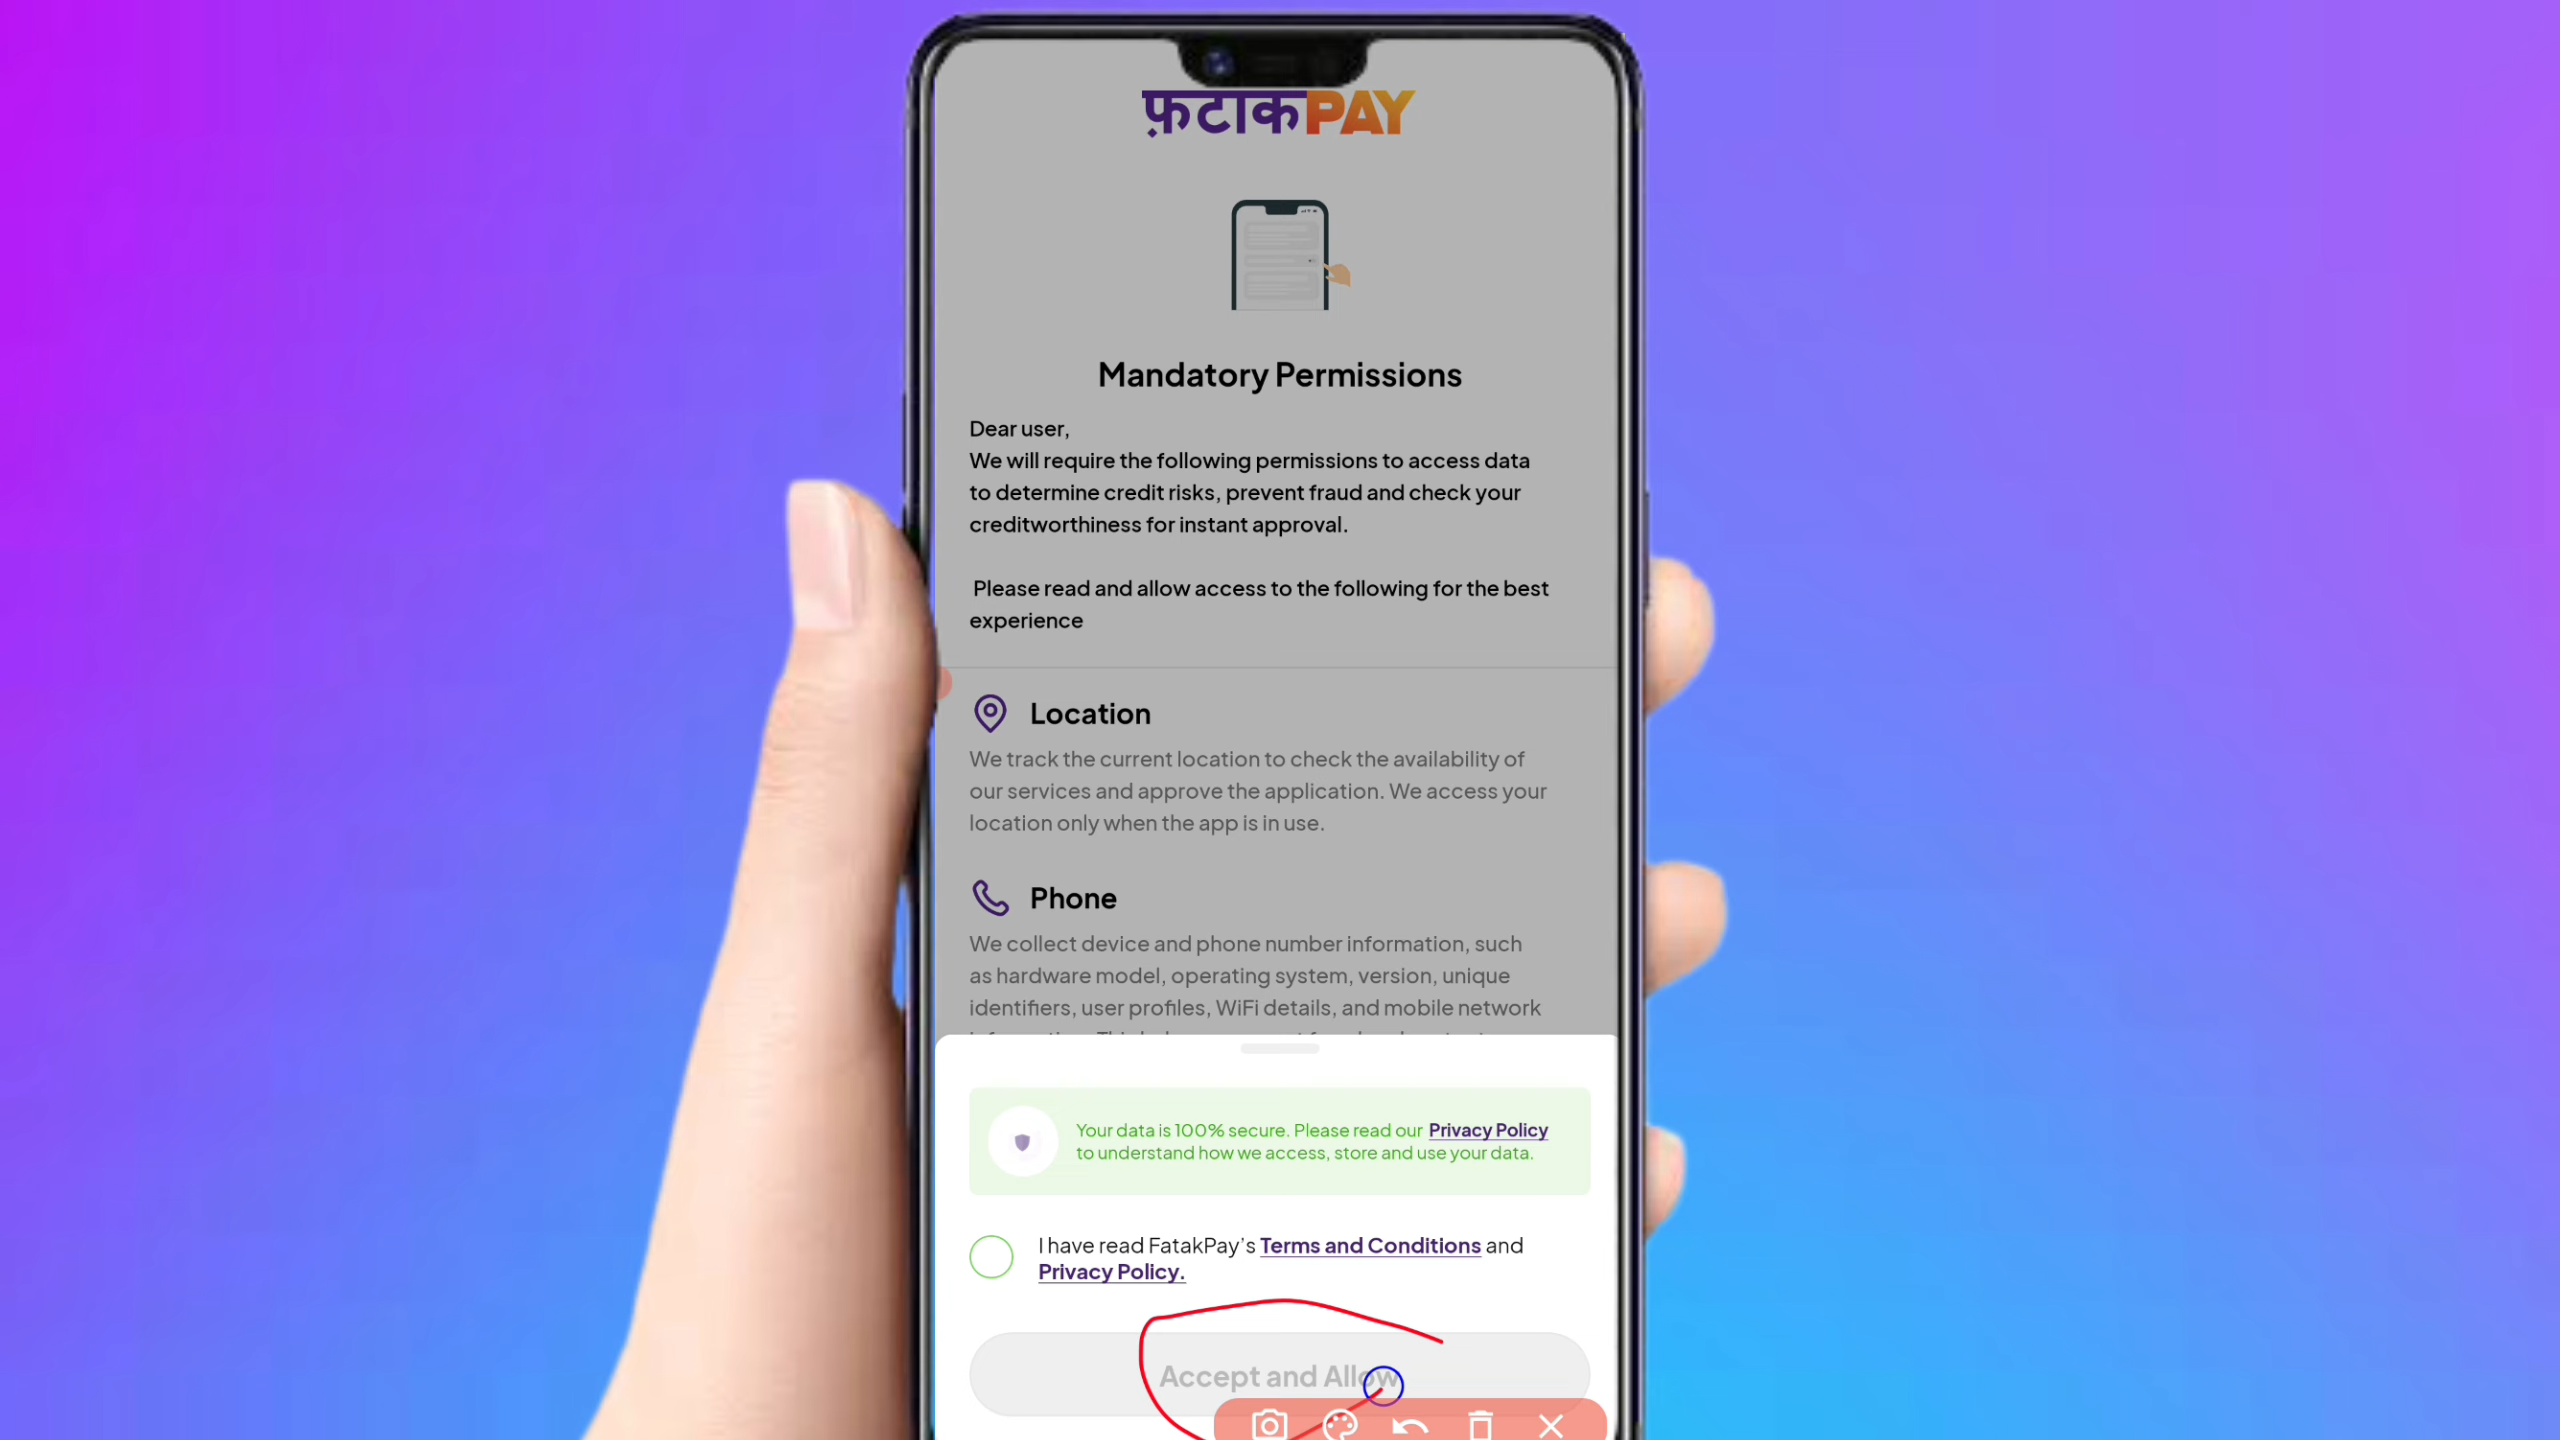 फ़टाकPAY
Mandatory Permissions
Dear user,
We will require the following permissions to access data
to determine credit risks, prevent fraud and check your
creditworthiness for instant approval.
Please read and allow access to the following for the best
experience
Location
We track the current location to check the availability of
our services and approve the application. We access your
location only when the app is in use.
Phone
We collect device and phone number information, such
as hardware model, operating system, version, unique
identifiers, user profiles, WiFi details, and mobile network
Your data is 100% secure. Please read our Privacy Policy
to understand how we access, store and use your data.
I have read FatakPay's Terms and Conditions and
Privacy Policy.
Accept and Allow